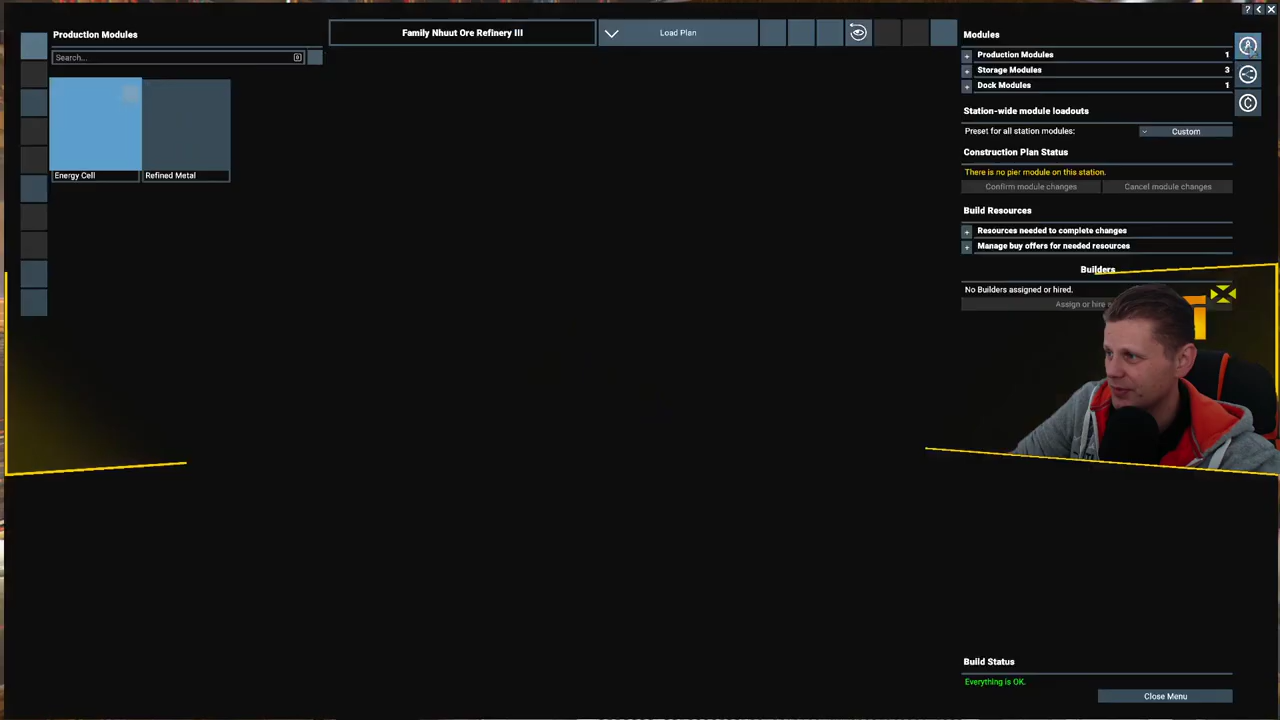 Production Modules
Search...
Energy Cell
Refined Metal
Family Nhuut Ore Refinery III
Load Plan
?
Modules
+ Production Modules 1
+ Storage Modules 3
+ Dock Modules 1
Station-wide module loadouts
Preset for all station modules: Custom
Construction Plan Status
There is no pier module on this station.
Confirm module changes Cancel module changes
Build Resources
+ Resources needed to complete changes
+ Manage buy offers for needed resources
Builders
No Builders assigned or hired.
Assign or hire
Build Status
Everything is OK.
Close Menu